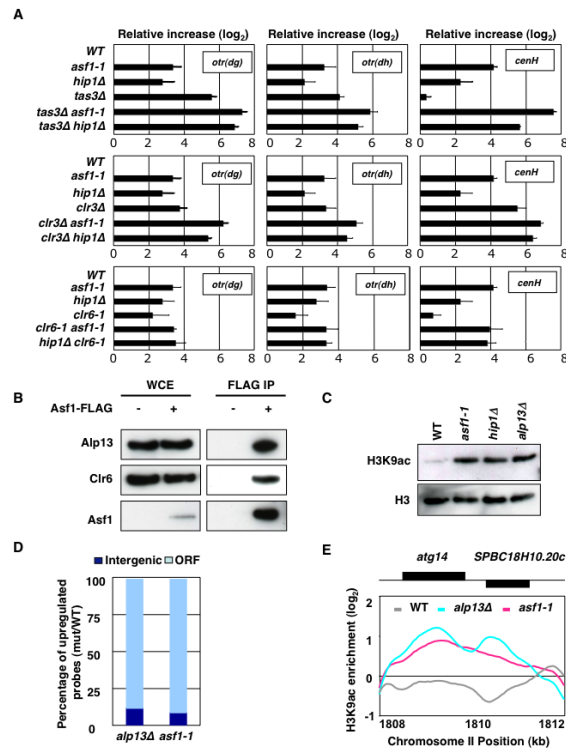 A
Relative increase (log2) Relative increase (log2) Relative increase (log2)
WT
asf1-1
hip1Δ
tas3Δ
tas3Δ asf1-1
tas3Δ hip1Δ
otr(dg) otr(dh) cenH
0 2 4 6 8 0 2 4 6 8 0 2 4 6 8
WT
asf1-1
hip1Δ
clr3Δ
clr3Δ asf1-1
clr3Δ hip1Δ
otr(dg) otr(dh) cenH
0 2 4 6 8 0 2 4 6 8 0 2 4 6 8
WT
asf1-1
hip1Δ
clr6-1
clr6-1 asf1-1
hip1Δ clr6-1
otr(dg) otr(dh) cenH
0 2 4 6 8 0 2 4 6 8 0 2 4 6 8
B
WCE FLAG IP
Asf1-FLAG - + - +
Alp13
Clr6
Asf1
C
WT asf1-1 hip1Δ alp13Δ
H3K9ac
H3
D
Intergenic ORF
Percentage of upregulated
probes (mut/WT)
100
75
50
25
0
alp13Δ asf1-1
E
atg14 SPBC18H10.20c
H3K9ac enrichment (log2)
WT alp13Δ asf1-1
2
1
0
-1
1808 1810 1812
Chromosome II Position (kb)